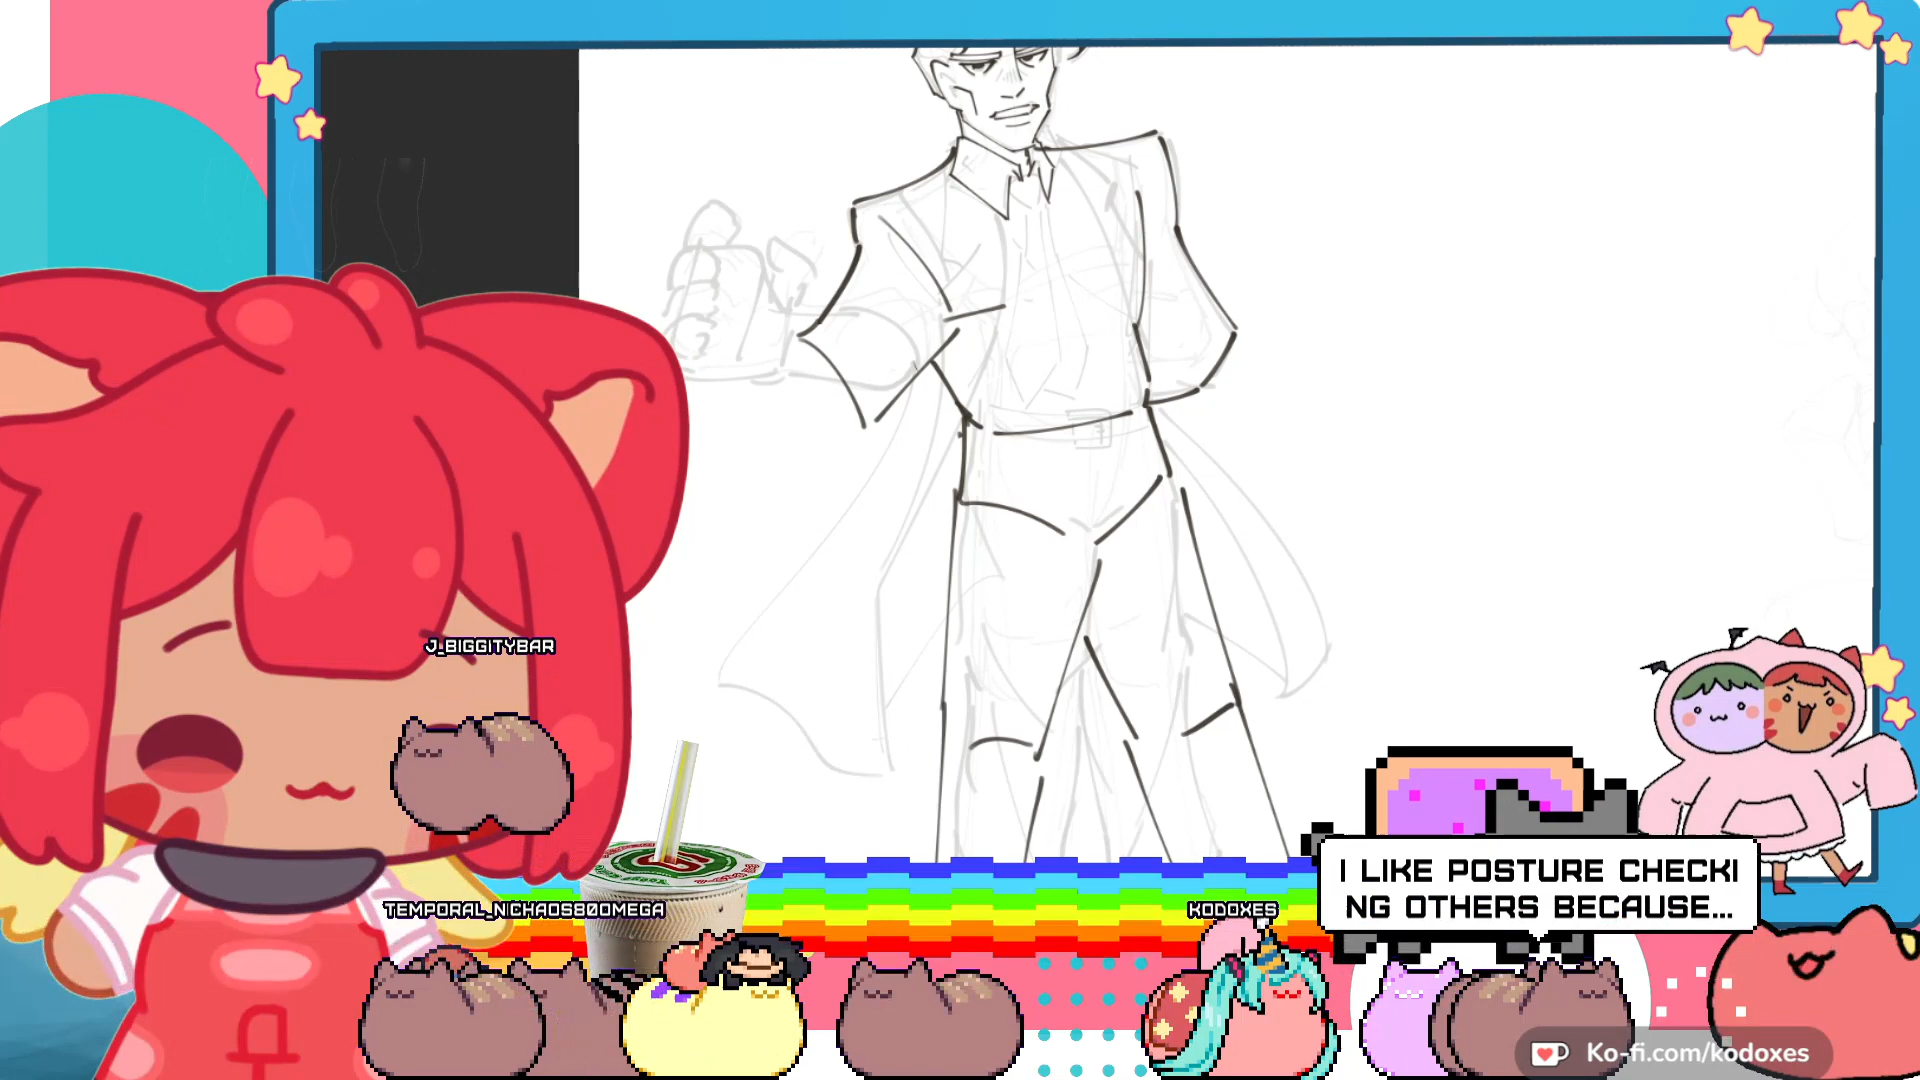 J_BIGGITYBAR
TEMPORAL_NICHAOS800MEGA
KODOXES
I LIKE POSTURE CHECKI
NG OTHERS BECAUSE...
Ko-fi.com/kodoxes